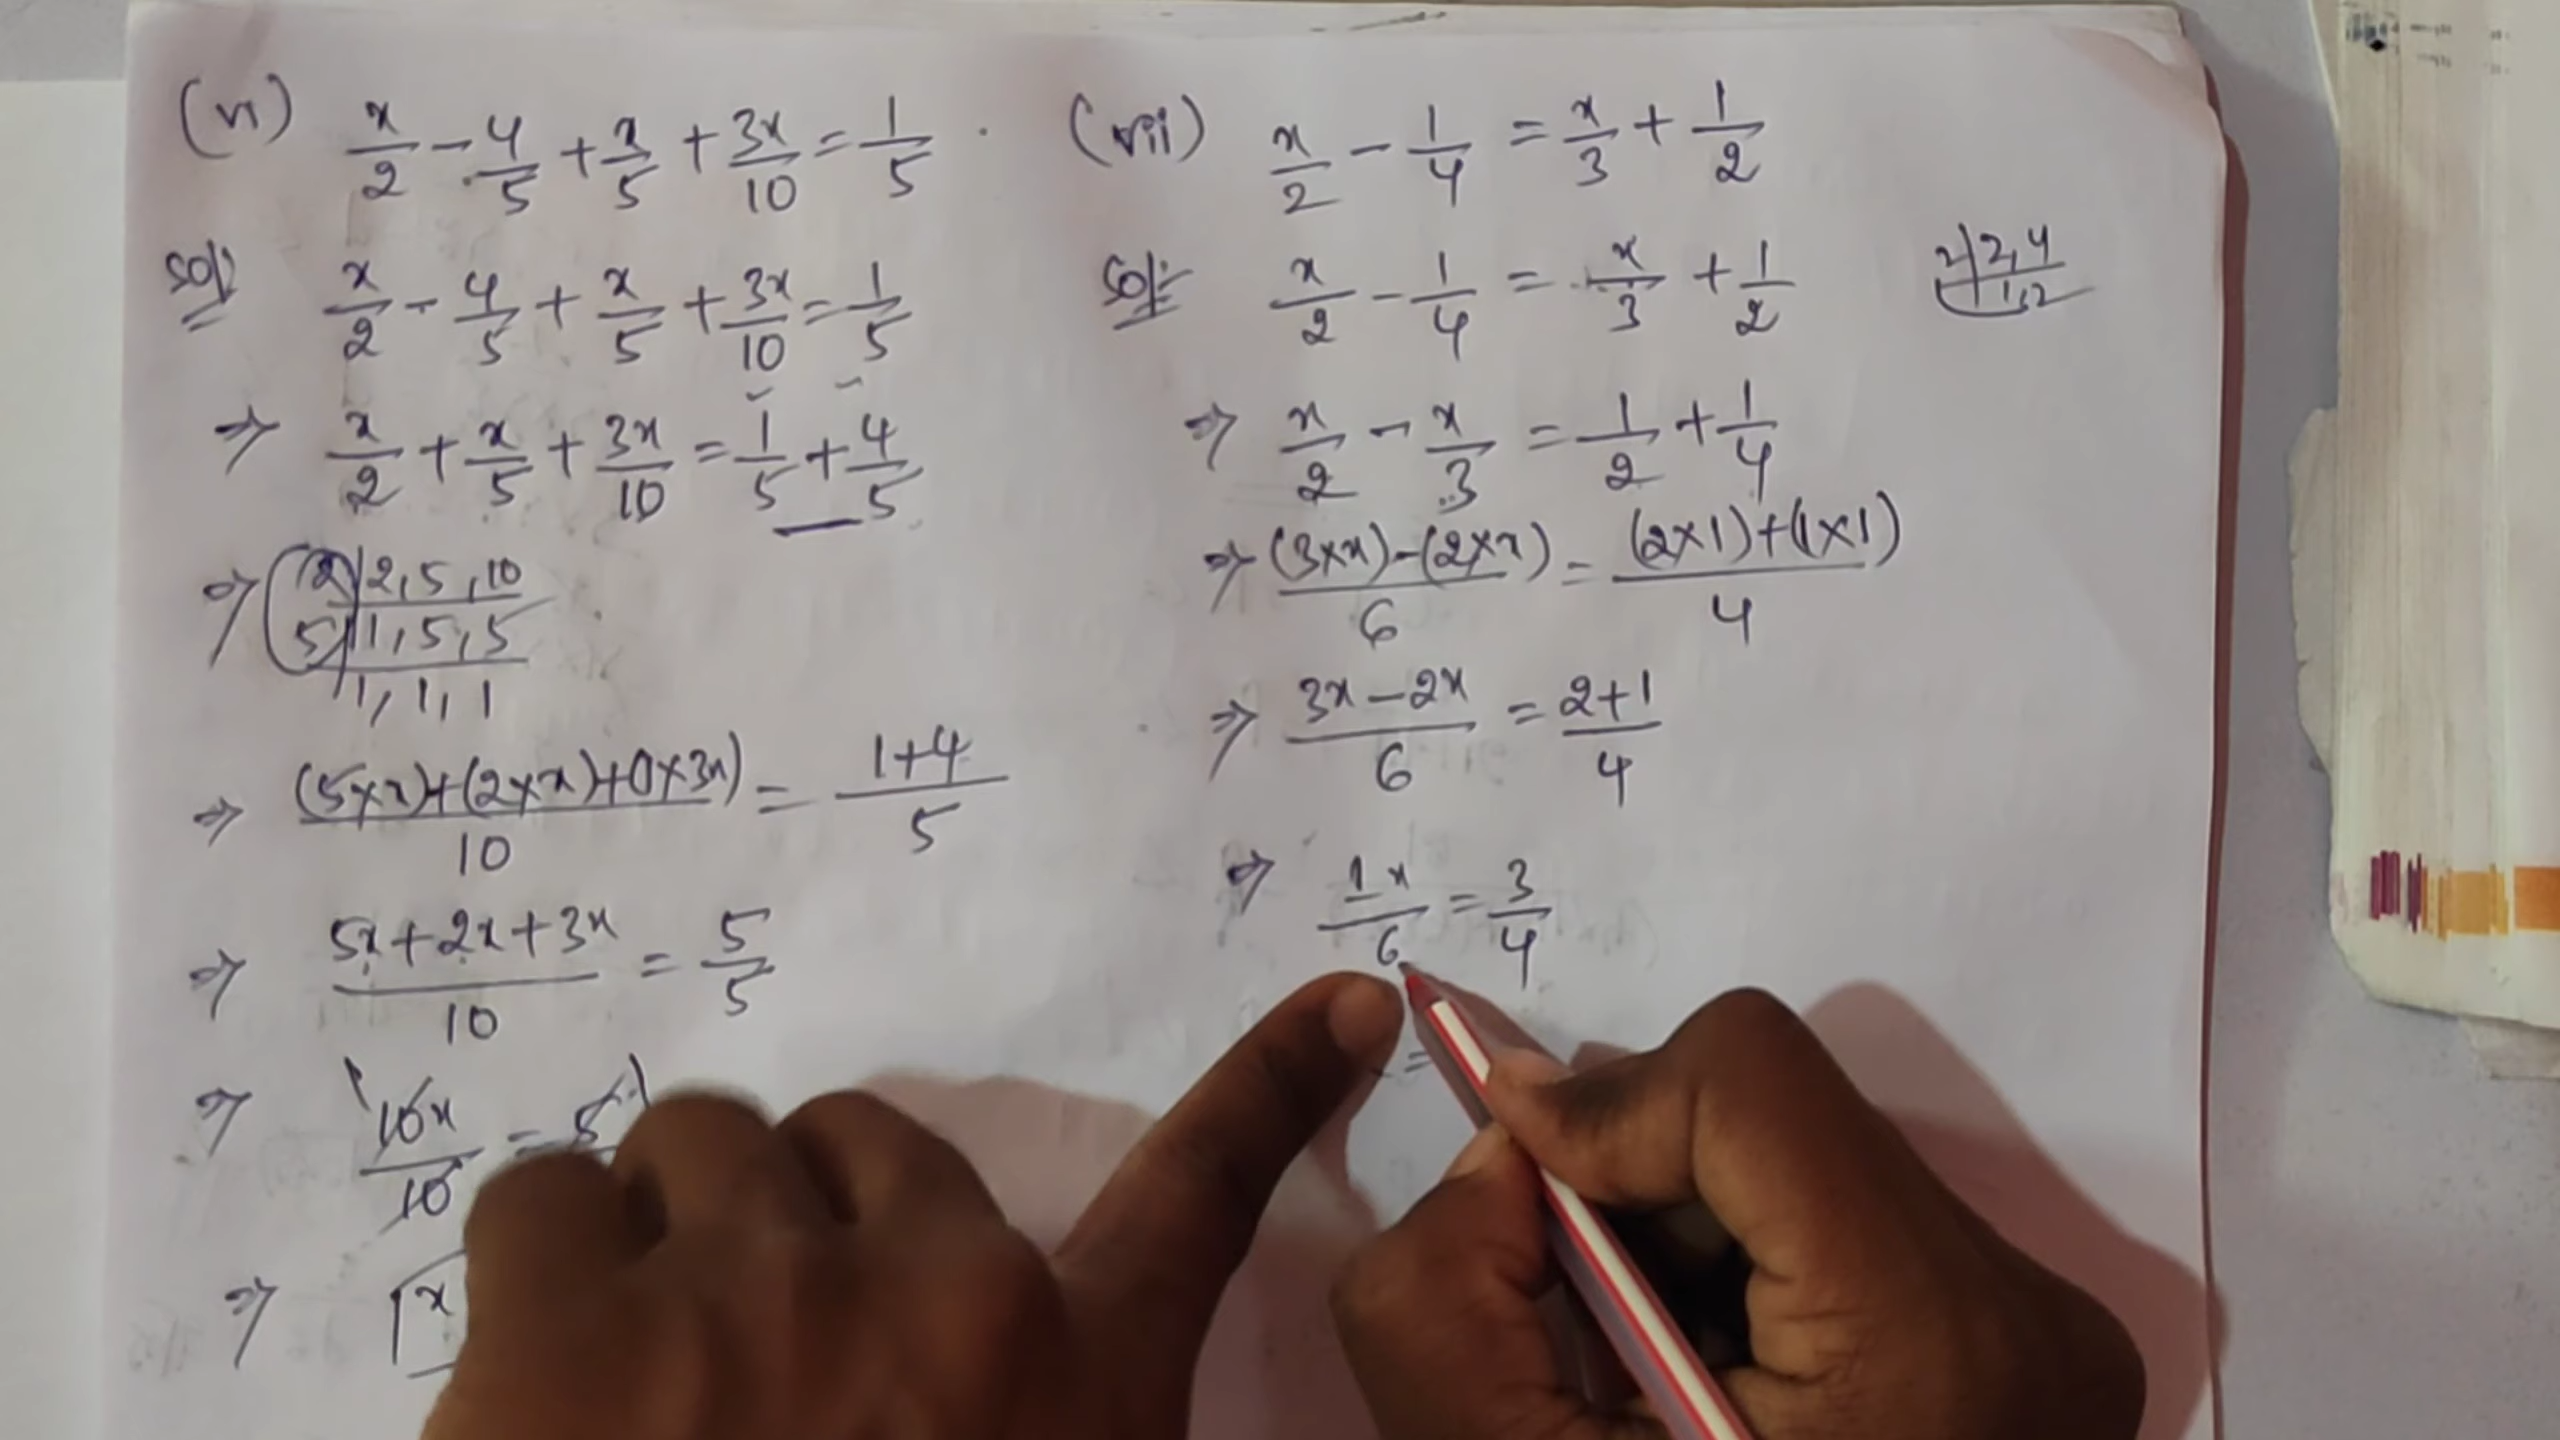 (vi) x/2 - 4/5 + x/5 + 3x/10 = 1/5
Sol: x/2 - 4/5 + x/5 + 3x/10 = 1/5
⇒ x/2 + x/5 + 3x/10 = 1/5 + 4/5
⇒ 2 | 2, 5, 10
5 | 1, 5, 5
1, 1, 1
⇒ (5×x)+(2×x)+(1×3x)/10 = 1+4/5
⇒ 5x+2x+3x/10 = 5/5
⇒ 10x/10 = 5
⇒ x
(vii) x/2 - 1/4 = x/3 + 1/2
Sol: x/2 - 1/4 = x/3 + 1/2
2 | 2, 4
1, 2
⇒ x/2 - x/3 = 1/2 + 1/4
⇒ (3×x)-(2×x)/6 = (2×1)+(1×1)/4
⇒ 3x-2x/6 = 2+1/4
⇒ 1x/6 = 3/4
=